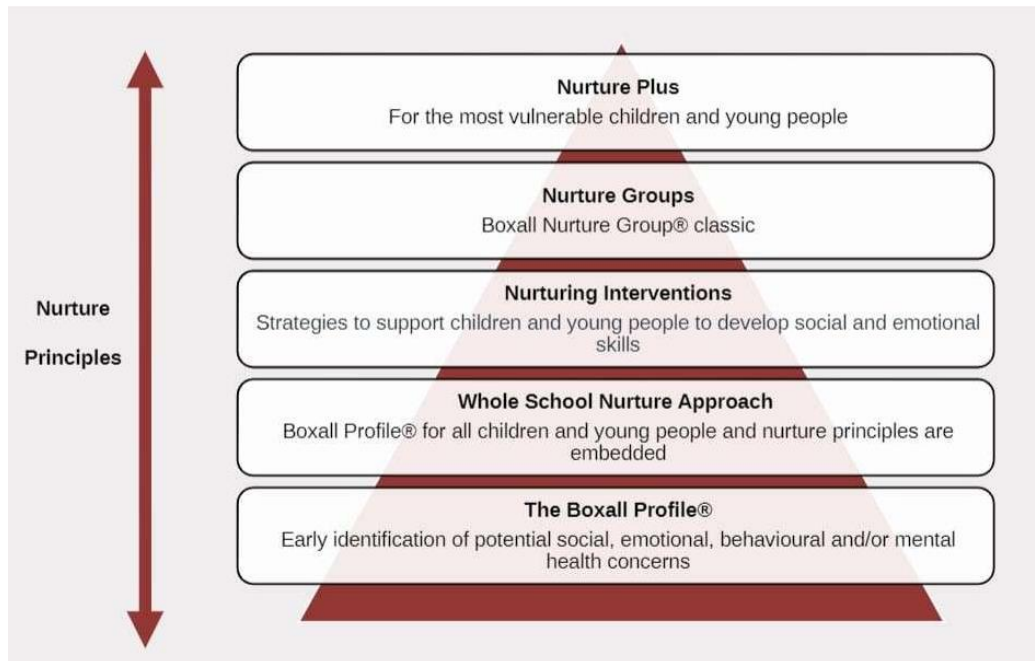 Nurture Plus
For the most vulnerable children and young people
Nurture Groups
Boxall Nurture Group® classic
Nurturing Interventions
Strategies to support children and young people to develop social and emotional
skills
Nurture
Principles
Whole School Nurture Approach
Boxall Profile® for all children and young people and nurture principles are
embedded
The Boxall Profile®
Early identification of potential social, emotional, behavioural and/or mental
health concerns